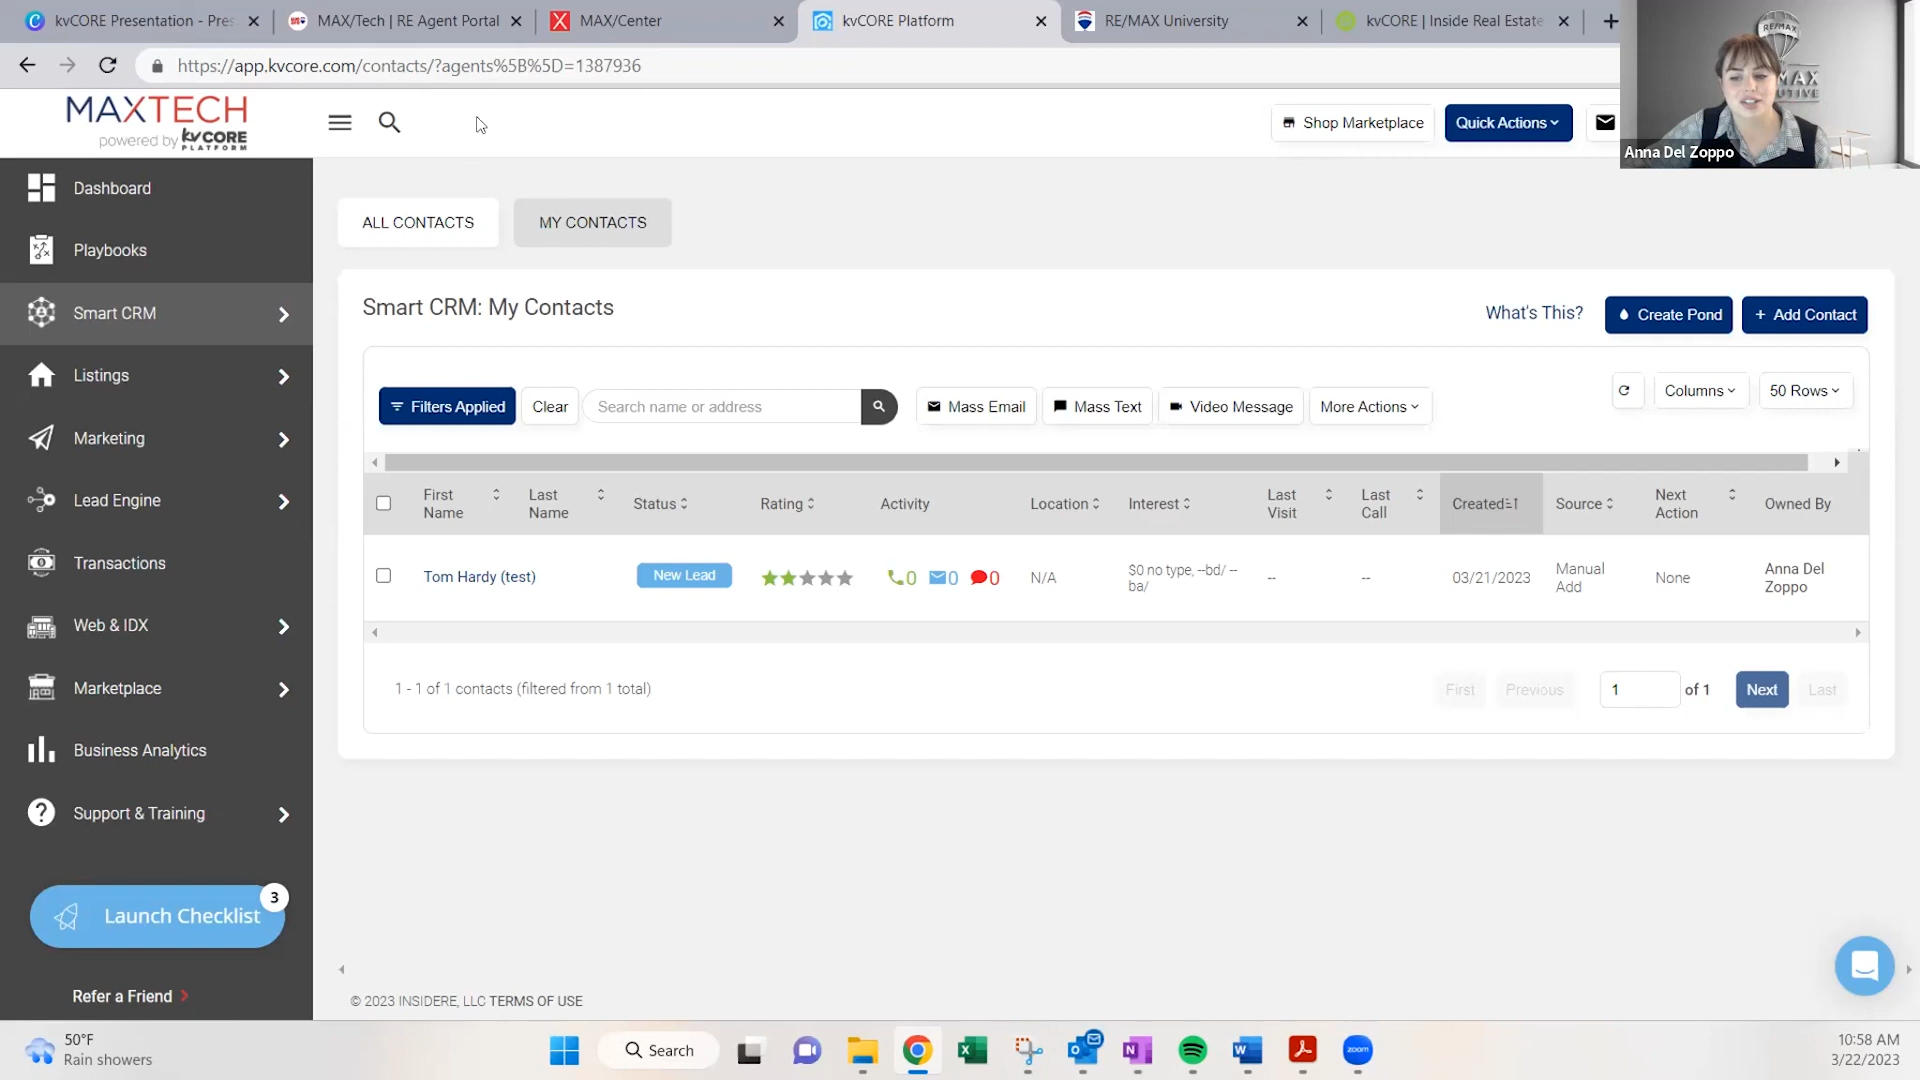 kvCORE Presentation - Pres
MAX/Tech | RE Agent Portal
MAX/Center
kvCORE Platform
RE/MAX University
kvCORE | Inside Real Estate
https://app.kvcore.com/contacts/?agents%5B%5D=1387936
MAXTECH
powered by kvCORE
PLATFORM
Shop Marketplace
Quick Actions
Anna Del Zoppo
Dashboard
Playbooks
Smart CRM
Listings
Marketing
Lead Engine
Transactions
Web & IDX
Marketplace
Business Analytics
Support & Training
Launch Checklist
3
Refer a Friend
ALL CONTACTS
MY CONTACTS
Smart CRM: My Contacts
What's This?
Create Pond
+ Add Contact
Filters Applied
Clear
Search name or address
Mass Email
Mass Text
Video Message
More Actions
Columns
50 Rows
First Name
Last Name
Status
Rating
Activity
Location
Interest
Last Visit
Last Call
Created
Source
Next Action
Owned By
Tom Hardy (test)
New Lead
0
0
0
N/A
$0 no type, --bd/ --
ba/
--
--
03/21/2023
Manual
Add
None
Anna Del
Zoppo
1 - 1 of 1 contacts (filtered from 1 total)
First
Previous
1
of 1
Next
Last
© 2023 INSIDERE, LLC TERMS OF USE
50°F
Rain showers
Search
zoom
10:58 AM
3/22/2023